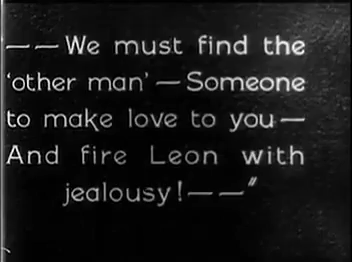 ——We must find the
'other man'—Someone
to make love to you—
And fire Leon with
jealousy!——"